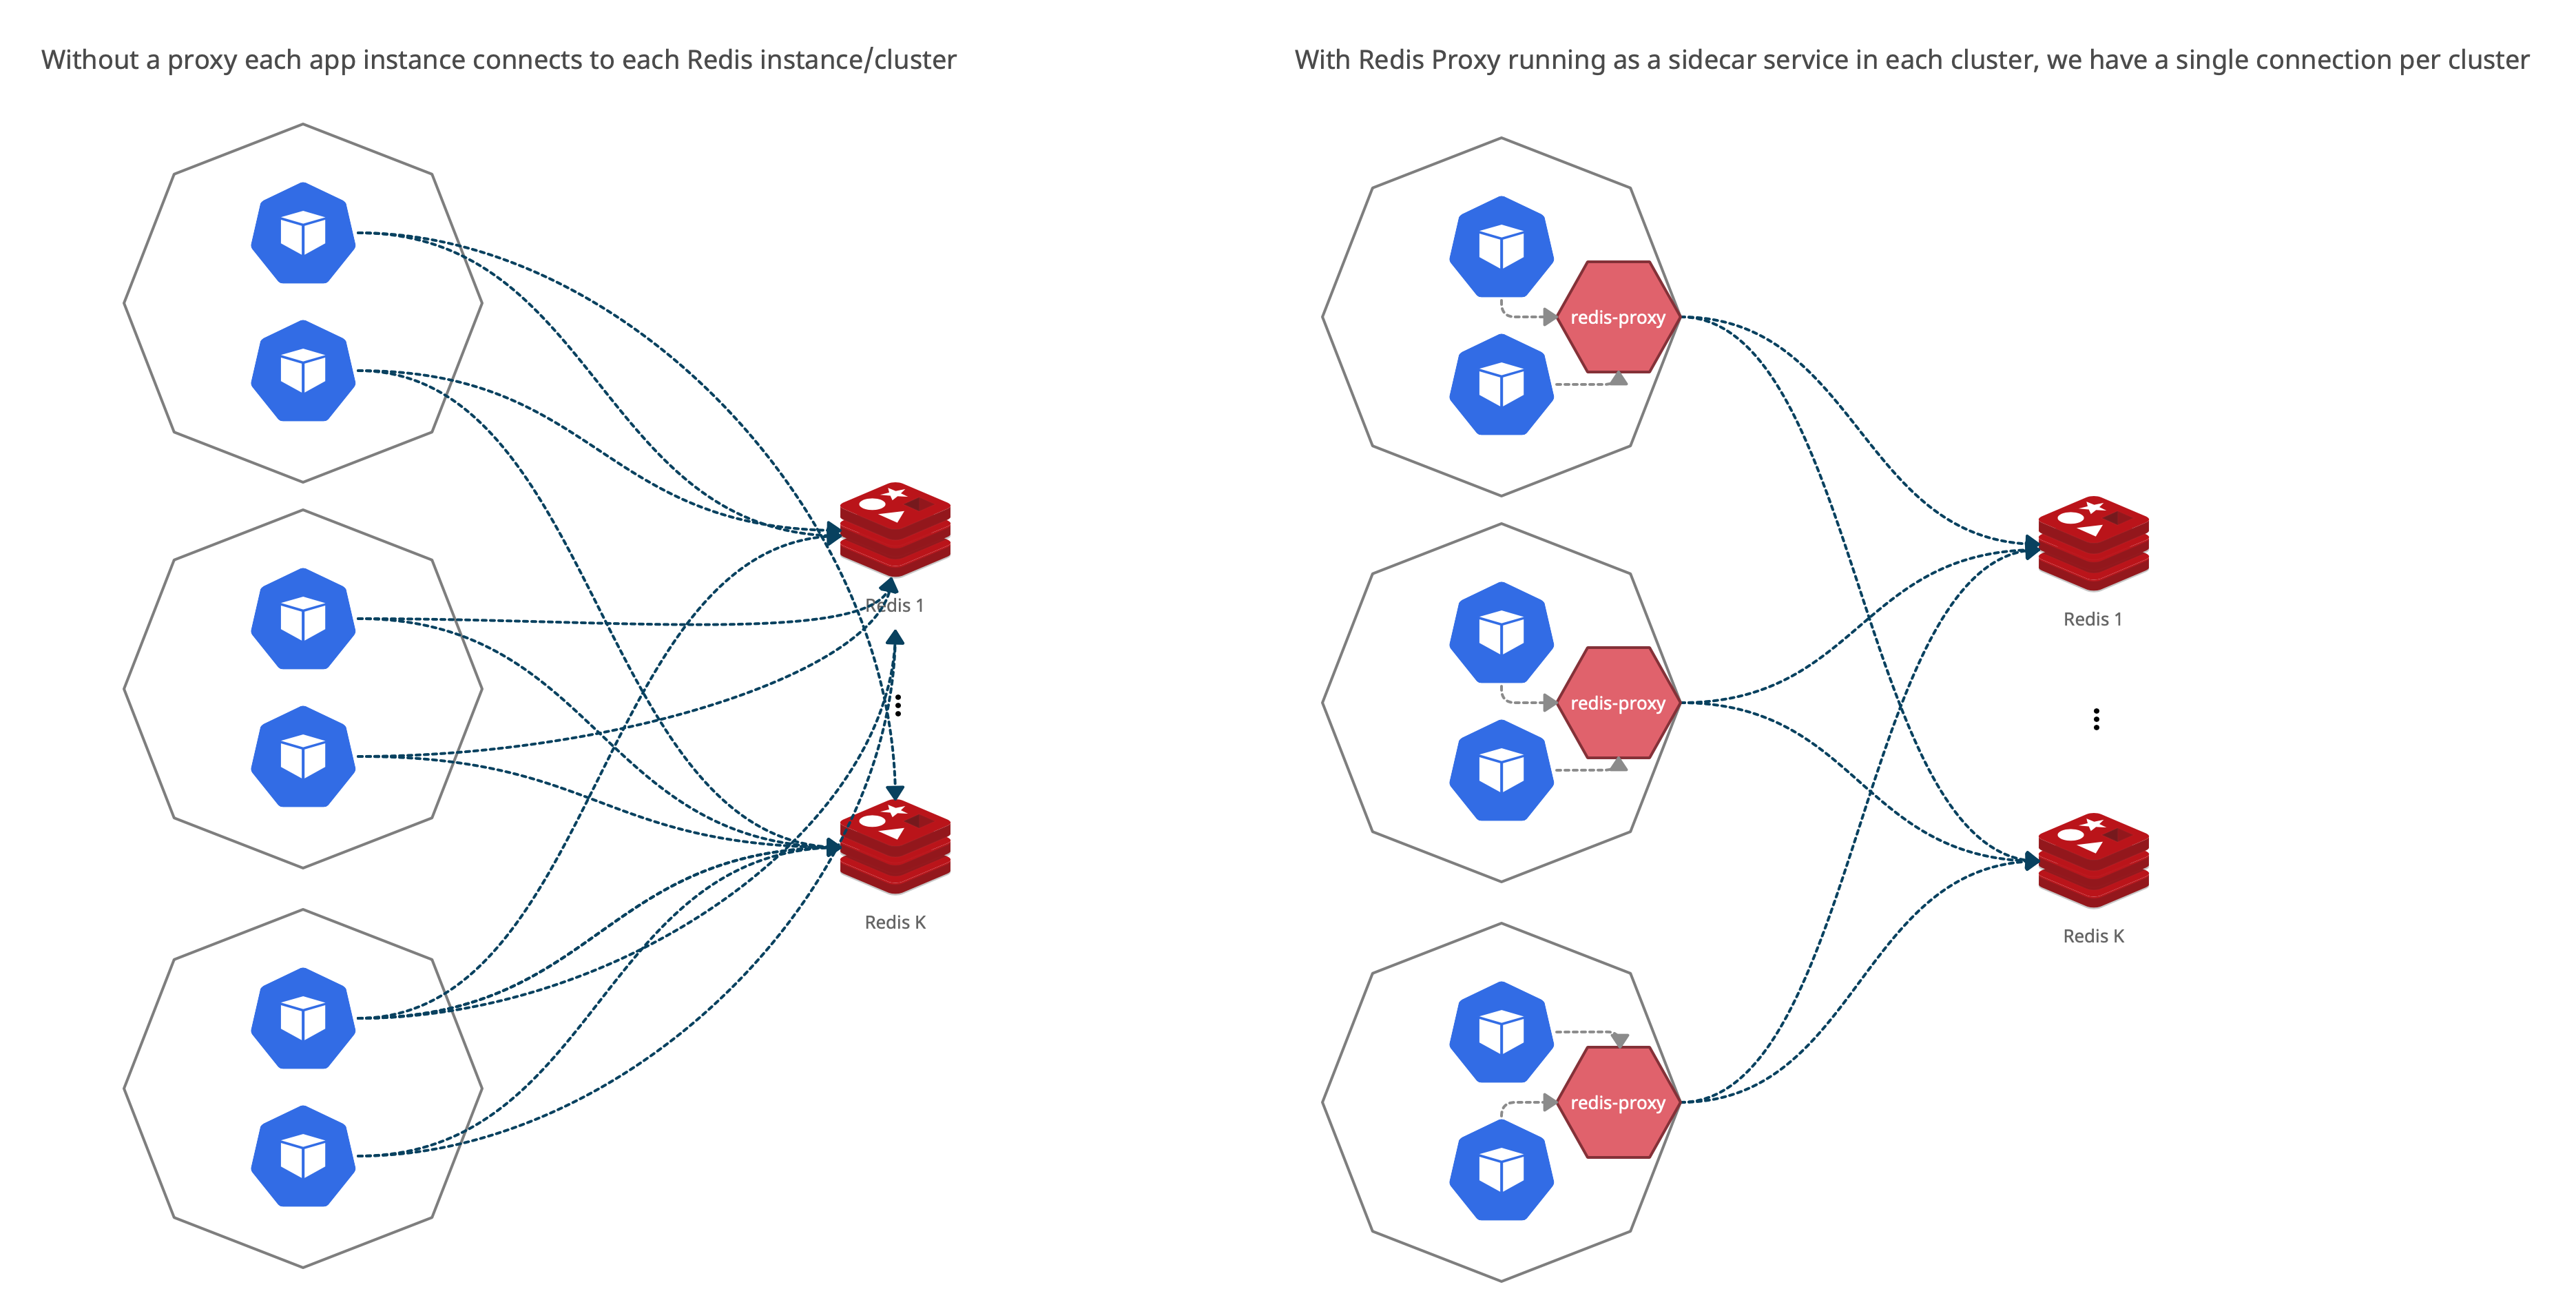 Without a proxy each app instance connects to each Redis instance/cluster
Redis 1
Redis K
With Redis Proxy running as a sidecar service in each cluster, we have a single connection per cluster
redis-proxy
redis-proxy
redis-proxy
Redis 1
Redis K